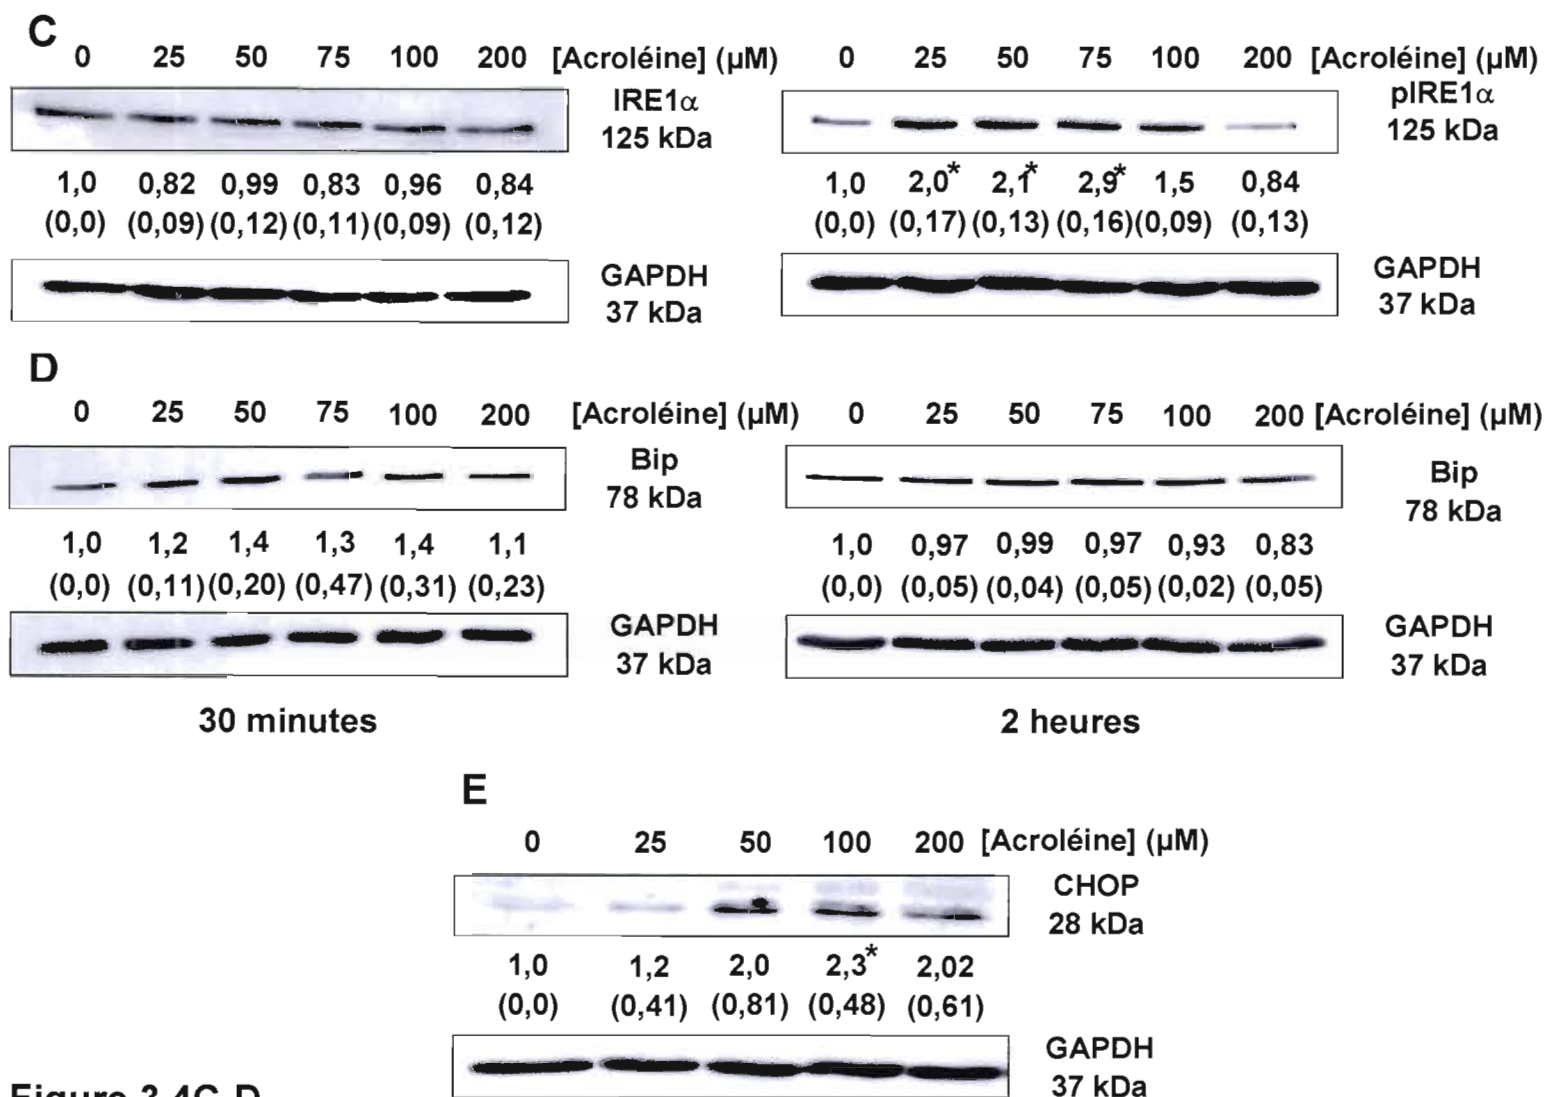 C
0 25 50 75 100 200 [Acroléine] (µM)
IRE1α
125 kDa
1,0 0,82 0,99 0,83 0,96 0,84
(0,0) (0,09) (0,12) (0,11) (0,09) (0,12)
GAPDH
37 kDa
0 25 50 75 100 200 [Acroléine] (µM)
pIRE1α
125 kDa
1,0 2,0* 2,1* 2,9* 1,5 0,84
(0,0) (0,17) (0,13) (0,16) (0,09) (0,13)
GAPDH
37 kDa
D
0 25 50 75 100 200 [Acroléine] (µM)
Bip
78 kDa
1,0 1,2 1,4 1,3 1,4 1,1
(0,0) (0,11) (0,20) (0,47) (0,31) (0,23)
GAPDH
37 kDa
30 minutes
0 25 50 75 100 200 [Acroléine] (µM)
Bip
78 kDa
1,0 0,97 0,99 0,97 0,93 0,83
(0,0) (0,05) (0,04) (0,05) (0,02) (0,05)
GAPDH
37 kDa
2 heures
E
0 25 50 100 200 [Acroléine] (µM)
CHOP
28 kDa
1,0 1,2 2,0 2,3* 2,02
(0,0) (0,41) (0,81) (0,48) (0,61)
GAPDH
37 kDa
Figure 3.4C-D